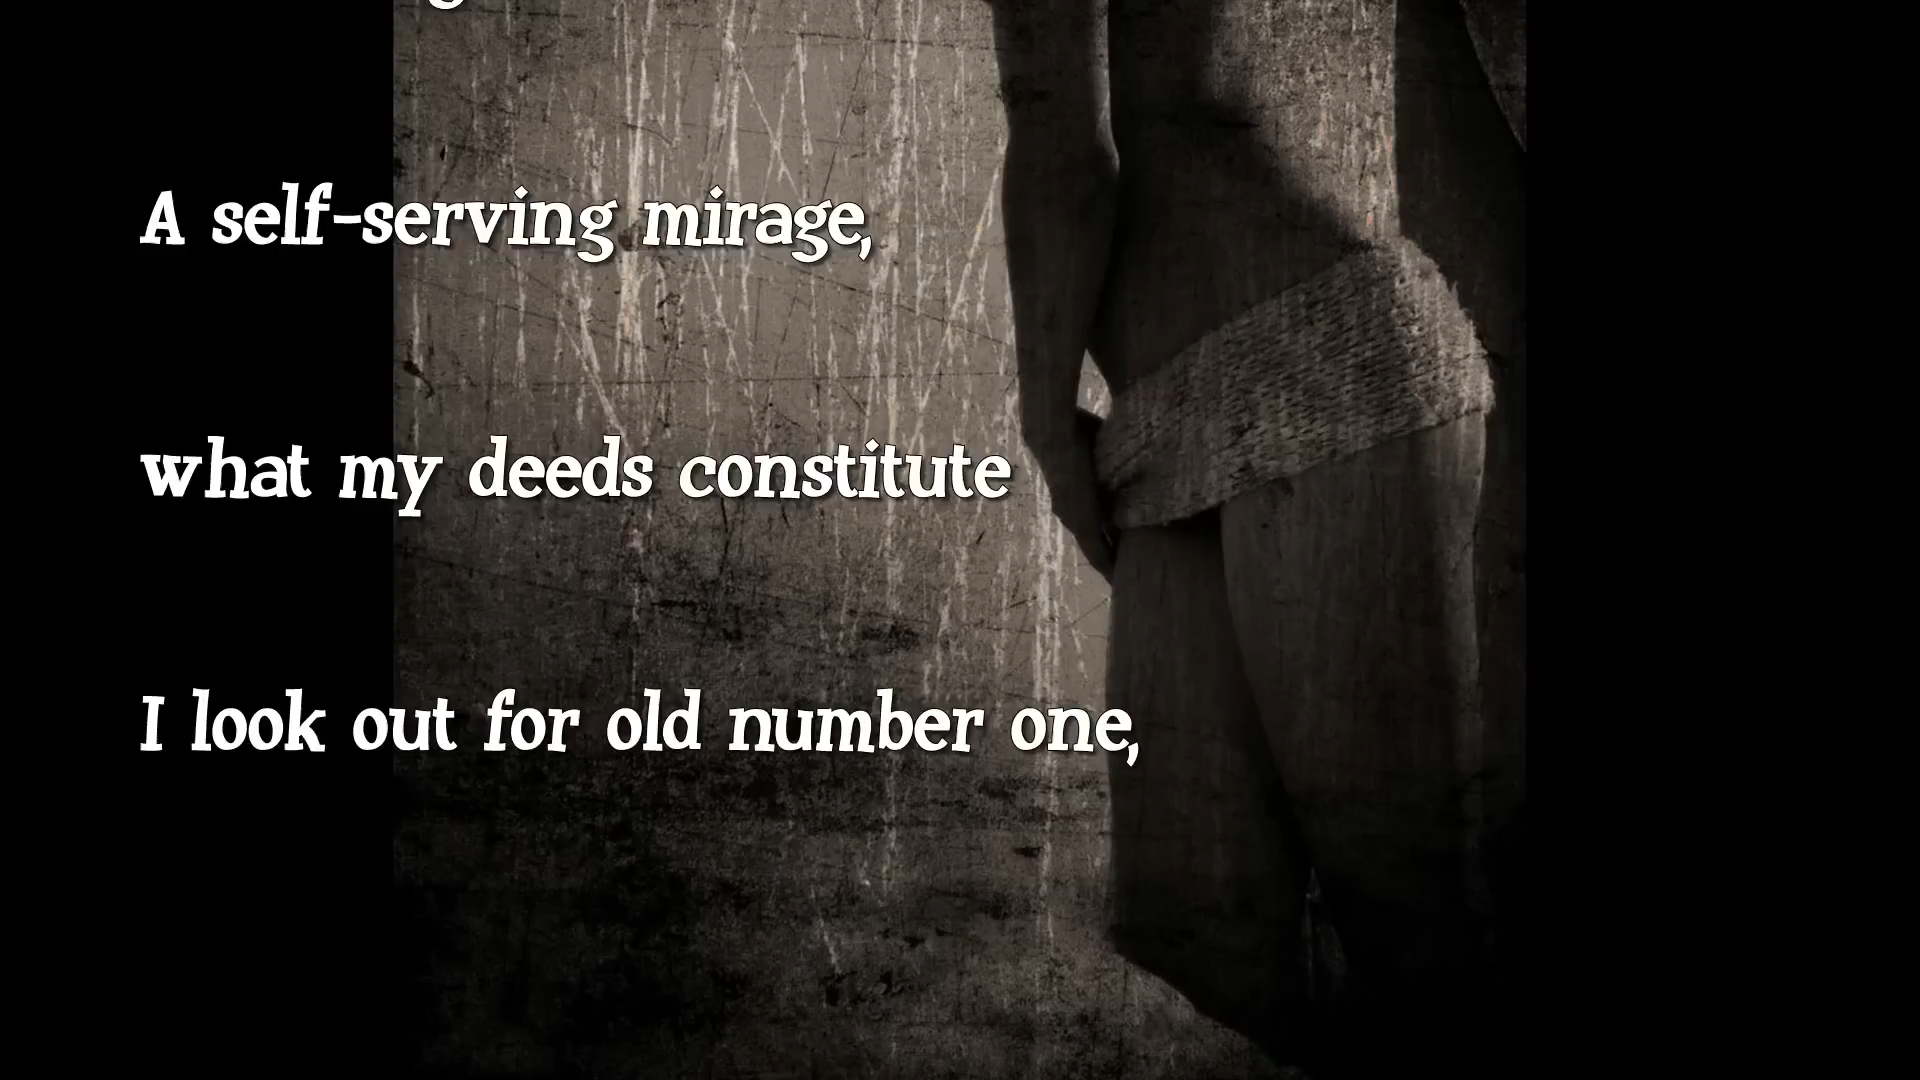 A self-serving mirage,
what my deeds constitute
I look out for old number one,